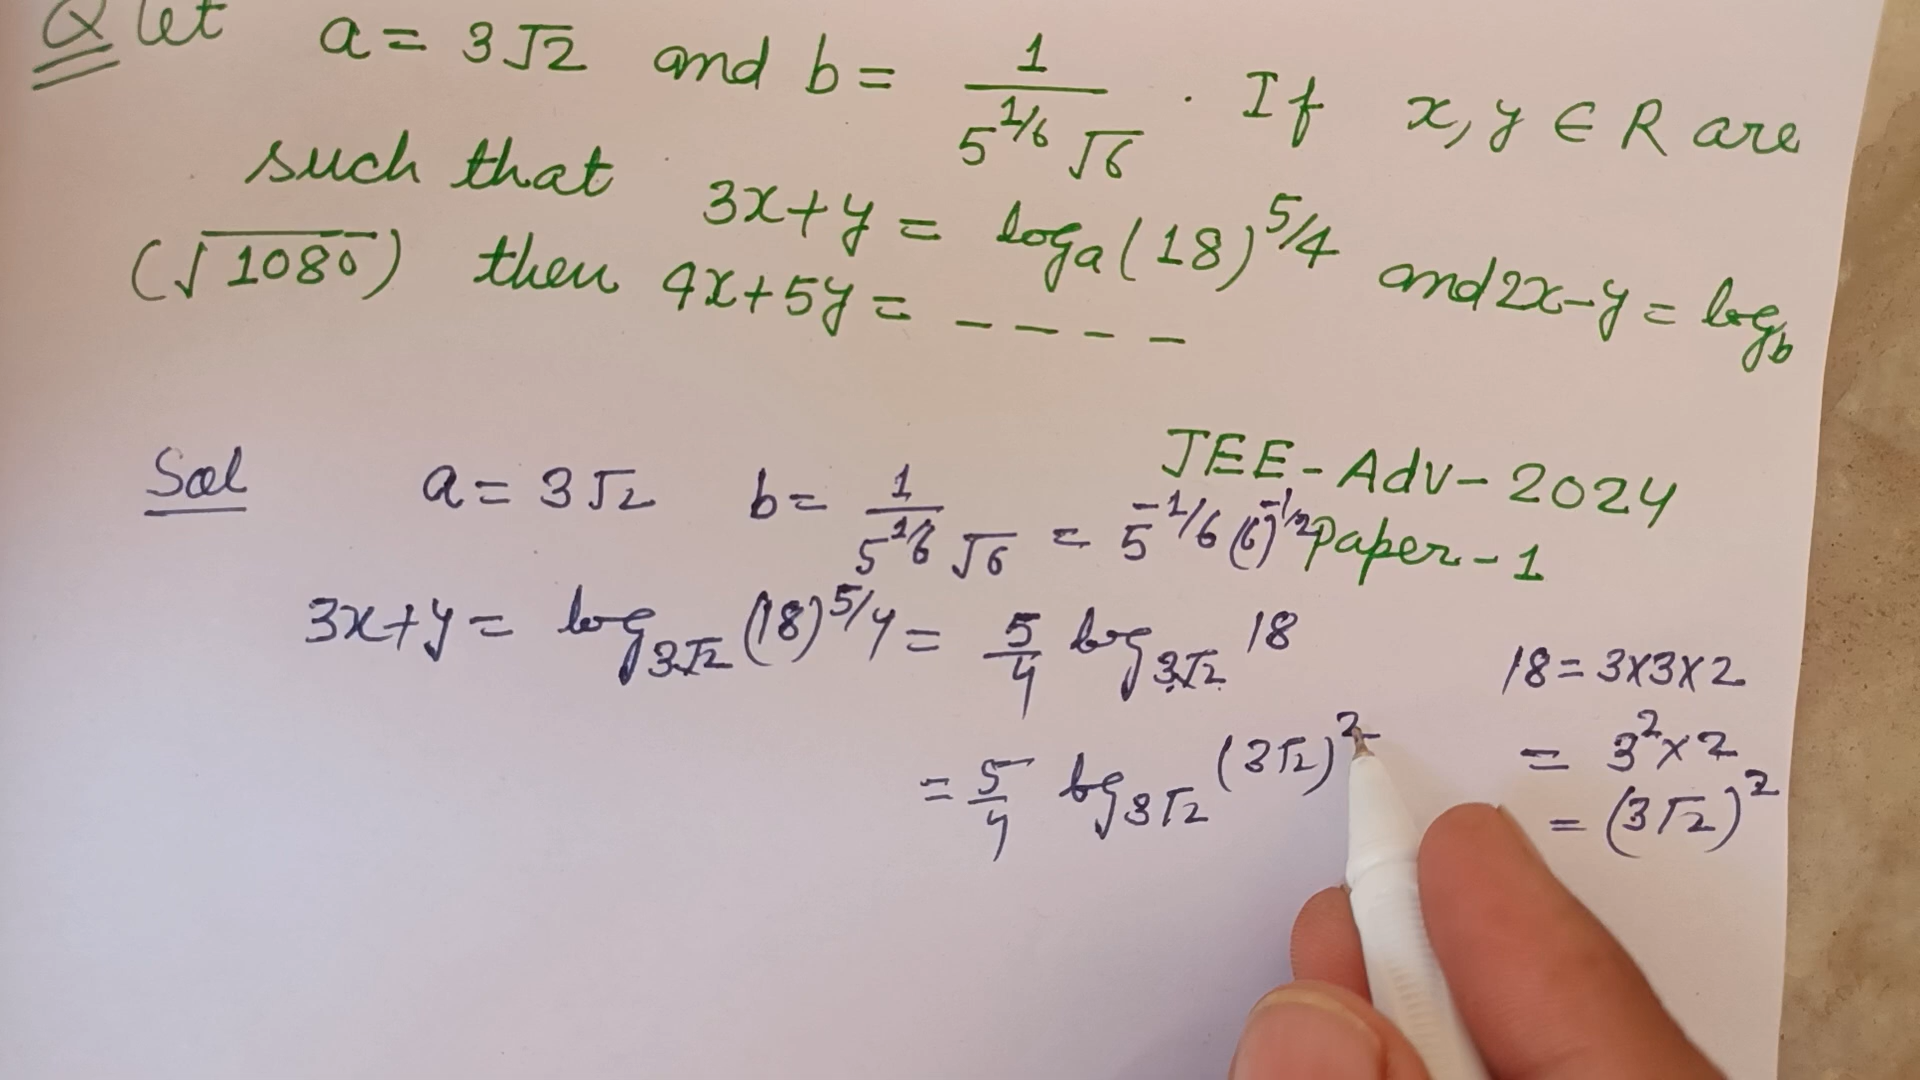 Q Let a = 3√2 and b = 1/(5^(1/6) √6) . If x, y ∈ R are
such that 3x+y = log_a (18)^(5/4) and 2x-y = log_b
(√1080) then 4x+5y = - - - -
JEE-Adv-2024
Paper-1
Sol a = 3√2 b = 1/(5^(1/6) √6) = 5^(-1/6) (6)^(-1/2)
3x+y = log_(3√2) (18)^(5/4) = 5/4 log_(3√2) 18
= 5/4 log_(3√2) (3√2)^2
18 = 3×3×2
= 3^2×2
= (3√2)^2